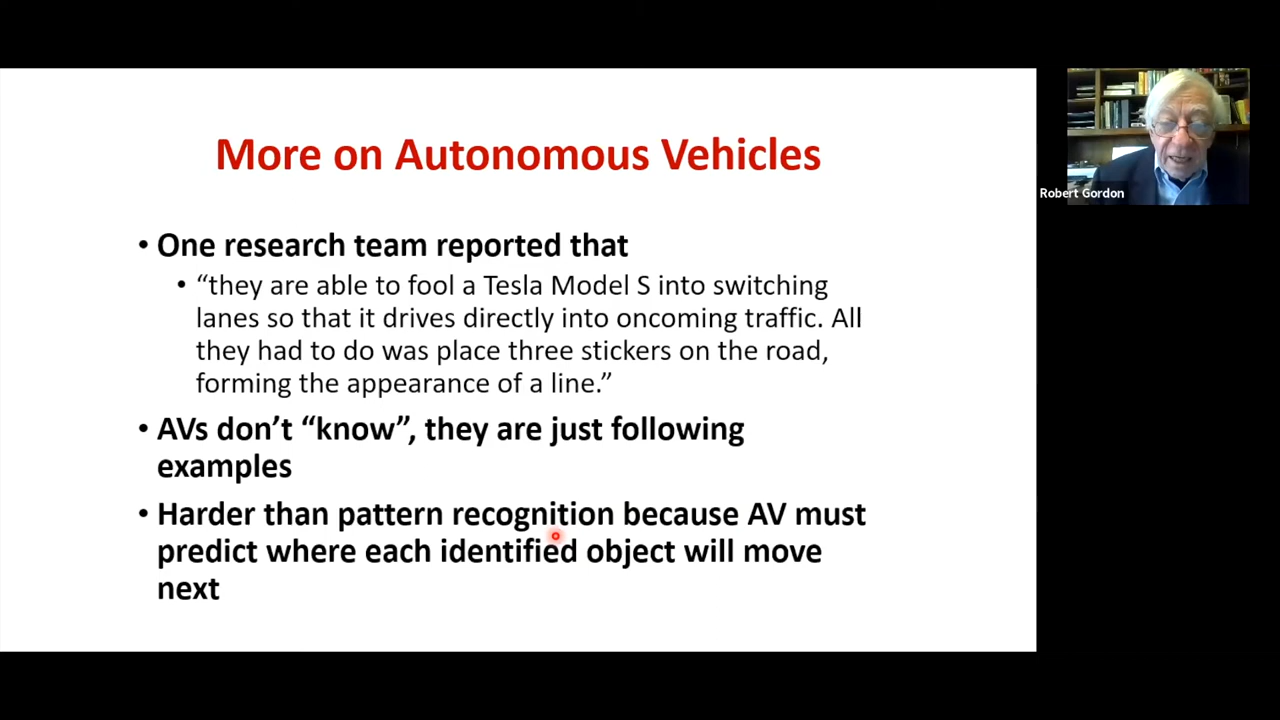 More on Autonomous Vehicles
• One research team reported that
• “they are able to fool a Tesla Model S into switching
lanes so that it drives directly into oncoming traffic. All
they had to do was place three stickers on the road,
forming the appearance of a line.”
• AVs don’t “know”, they are just following
examples
• Harder than pattern recognition because AV must
predict where each identified object will move
next
Robert Gordon